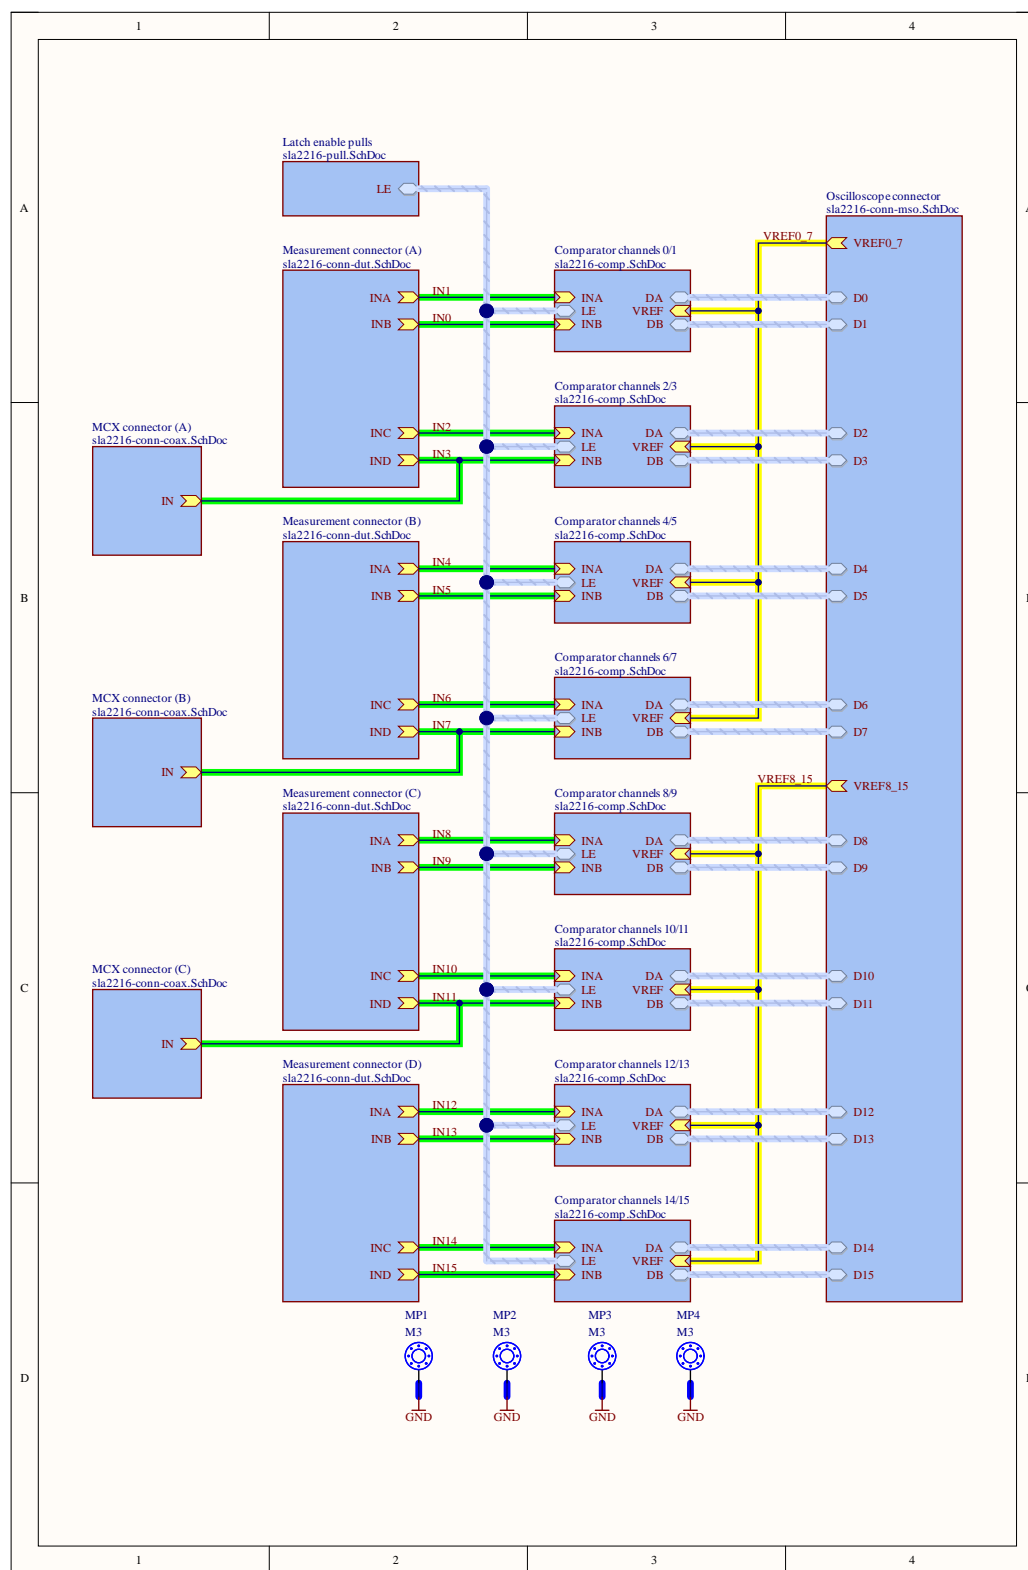 1 2 3 4
Latch enable pulls
sla2216-pull.SchDoc
LE
A
Oscilloscope connector
sla2216-conn-mso.SchDoc
VREF0_7 VREF0_7
Measurement connector (A)
sla2216-conn-dut.SchDoc
Comparator channels 0/1
sla2216-comp.SchDoc
INA IN1 INA DA D0
LE VREF
INB IN0 INB DB D1
Comparator channels 2/3
sla2216-comp.SchDoc
INC IN2 INA DA D2
LE VREF
IND IN3 INB DB D3
MCX connector (A)
sla2216-conn-coax.SchDoc
IN
Measurement connector (B)
sla2216-conn-dut.SchDoc
Comparator channels 4/5
sla2216-comp.SchDoc
INA IN4 INA DA D4
LE VREF
INB IN5 INB DB D5
B
Comparator channels 6/7
sla2216-comp.SchDoc
INC IN6 INA DA D6
LE VREF
IND IN7 INB DB D7
MCX connector (B)
sla2216-conn-coax.SchDoc
IN
VREF8_15 VREF8_15
Measurement connector (C)
sla2216-conn-dut.SchDoc
Comparator channels 8/9
sla2216-comp.SchDoc
INA IN8 INA DA D8
LE VREF
INB IN9 INB DB D9
Comparator channels 10/11
sla2216-comp.SchDoc
INC IN10 INA DA D10
LE VREF
IND IN11 INB DB D11
C
MCX connector (C)
sla2216-conn-coax.SchDoc
IN
Measurement connector (D)
sla2216-conn-dut.SchDoc
Comparator channels 12/13
sla2216-comp.SchDoc
INA IN12 INA DA D12
LE VREF
INB IN13 INB DB D13
Comparator channels 14/15
sla2216-comp.SchDoc
INC IN14 INA DA D14
LE VREF
IND IN15 INB DB D15
MP1 MP2 MP3 MP4
M3 M3 M3 M3
D
GND GND GND GND
1 2 3 4